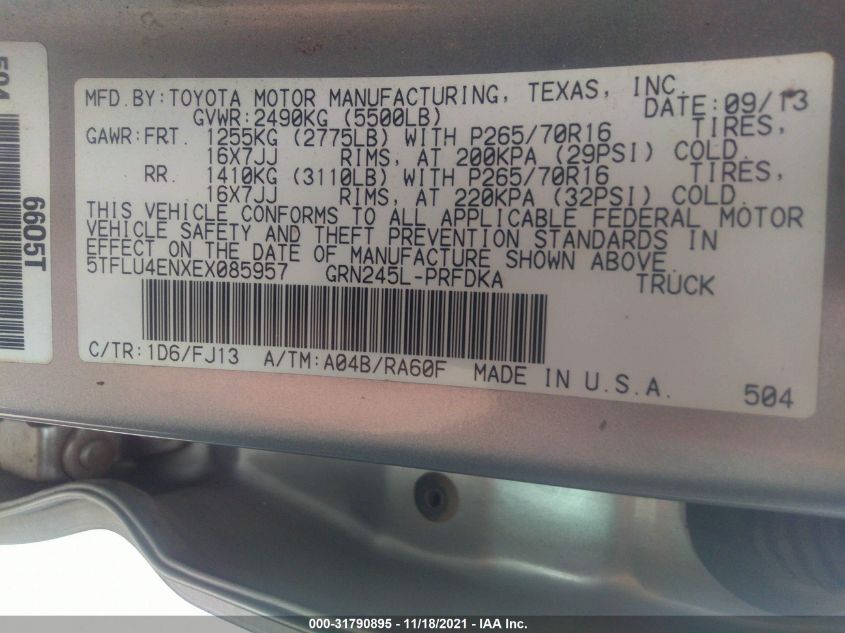 504
6605T
MFD.BY:TOYOTA MOTOR MANUFACTURING, TEXAS, INC.
GVWR:2490KG (5500LB) DATE:09/13
GAWR:FRT. 1255KG (2775LB) WITH P265/70R16 TIRES,
16X7JJ RIMS, AT 200KPA (29PSI) COLD.
RR. 1410KG (3110LB) WITH P265/70R16 TIRES,
16X7JJ RIMS, AT 220KPA (32PSI) COLD.
THIS VEHICLE CONFORMS TO ALL APPLICABLE FEDERAL MOTOR
VEHICLE SAFETY AND THEFT PREVENTION STANDARDS IN
EFFECT ON THE DATE OF MANUFACTURE SHOWN ABOVE.
5TFLU4ENXEX085957 GRN245L-PRFDKA TRUCK
C/TR:1D6/FJ13 A/TM:A04B/RA60F MADE IN U.S.A.
504
000-31790895 - 11/18/2021 - IAA Inc.